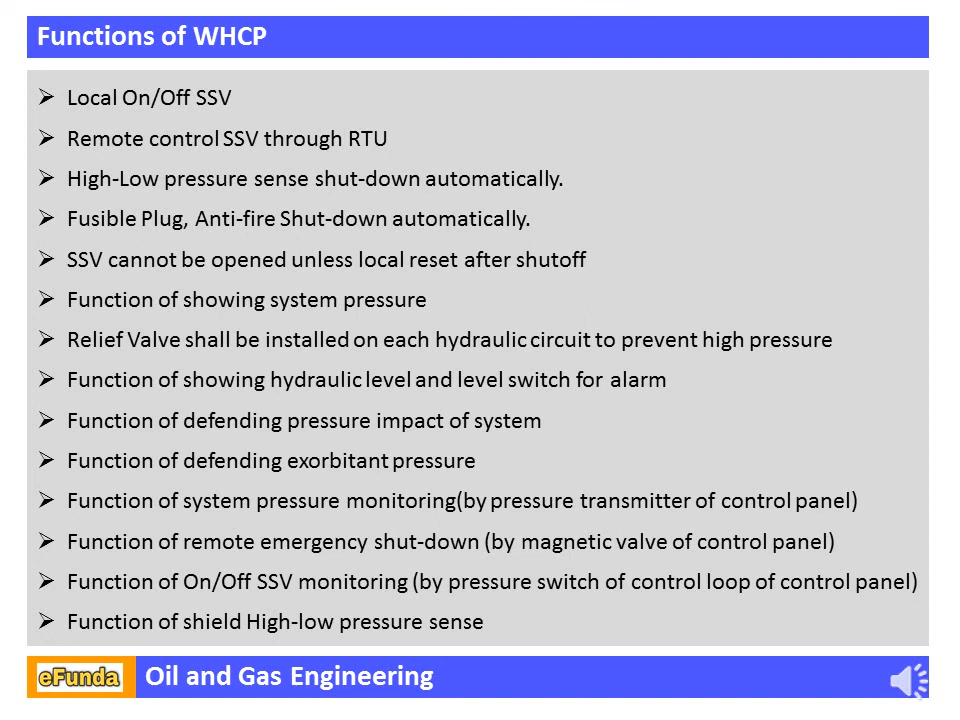 Functions of WHCP
➢ Local On/Off SSV
➢ Remote control SSV through RTU
➢ High-Low pressure sense shut-down automatically.
➢ Fusible Plug, Anti-fire Shut-down automatically.
➢ SSV cannot be opened unless local reset after shutoff
➢ Function of showing system pressure
➢ Relief Valve shall be installed on each hydraulic circuit to prevent high pressure
➢ Function of showing hydraulic level and level switch for alarm
➢ Function of defending pressure impact of system
➢ Function of defending exorbitant pressure
➢ Function of system pressure monitoring(by pressure transmitter of control panel)
➢ Function of remote emergency shut-down (by magnetic valve of control panel)
➢ Function of On/Off SSV monitoring (by pressure switch of control loop of control panel)
➢ Function of shield High-low pressure sense
eFunda Oil and Gas Engineering